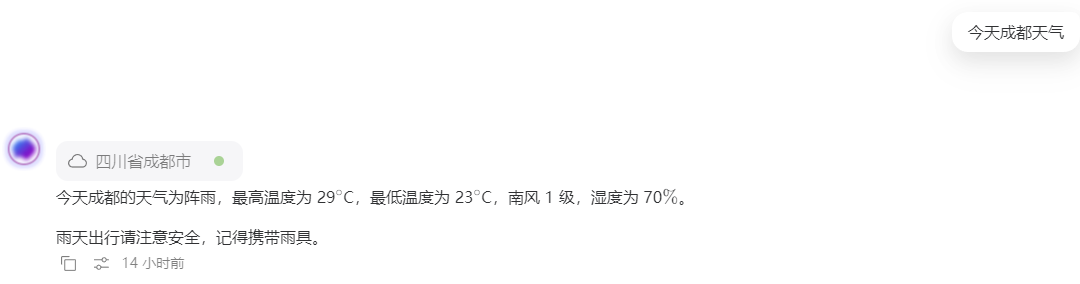 今天成都天气
四川省成都市
今天成都的天气为阵雨，最高温度为 29°C，最低温度为 23°C，南风 1 级，湿度为 70%。
雨天出行请注意安全，记得携带雨具。
14 小时前